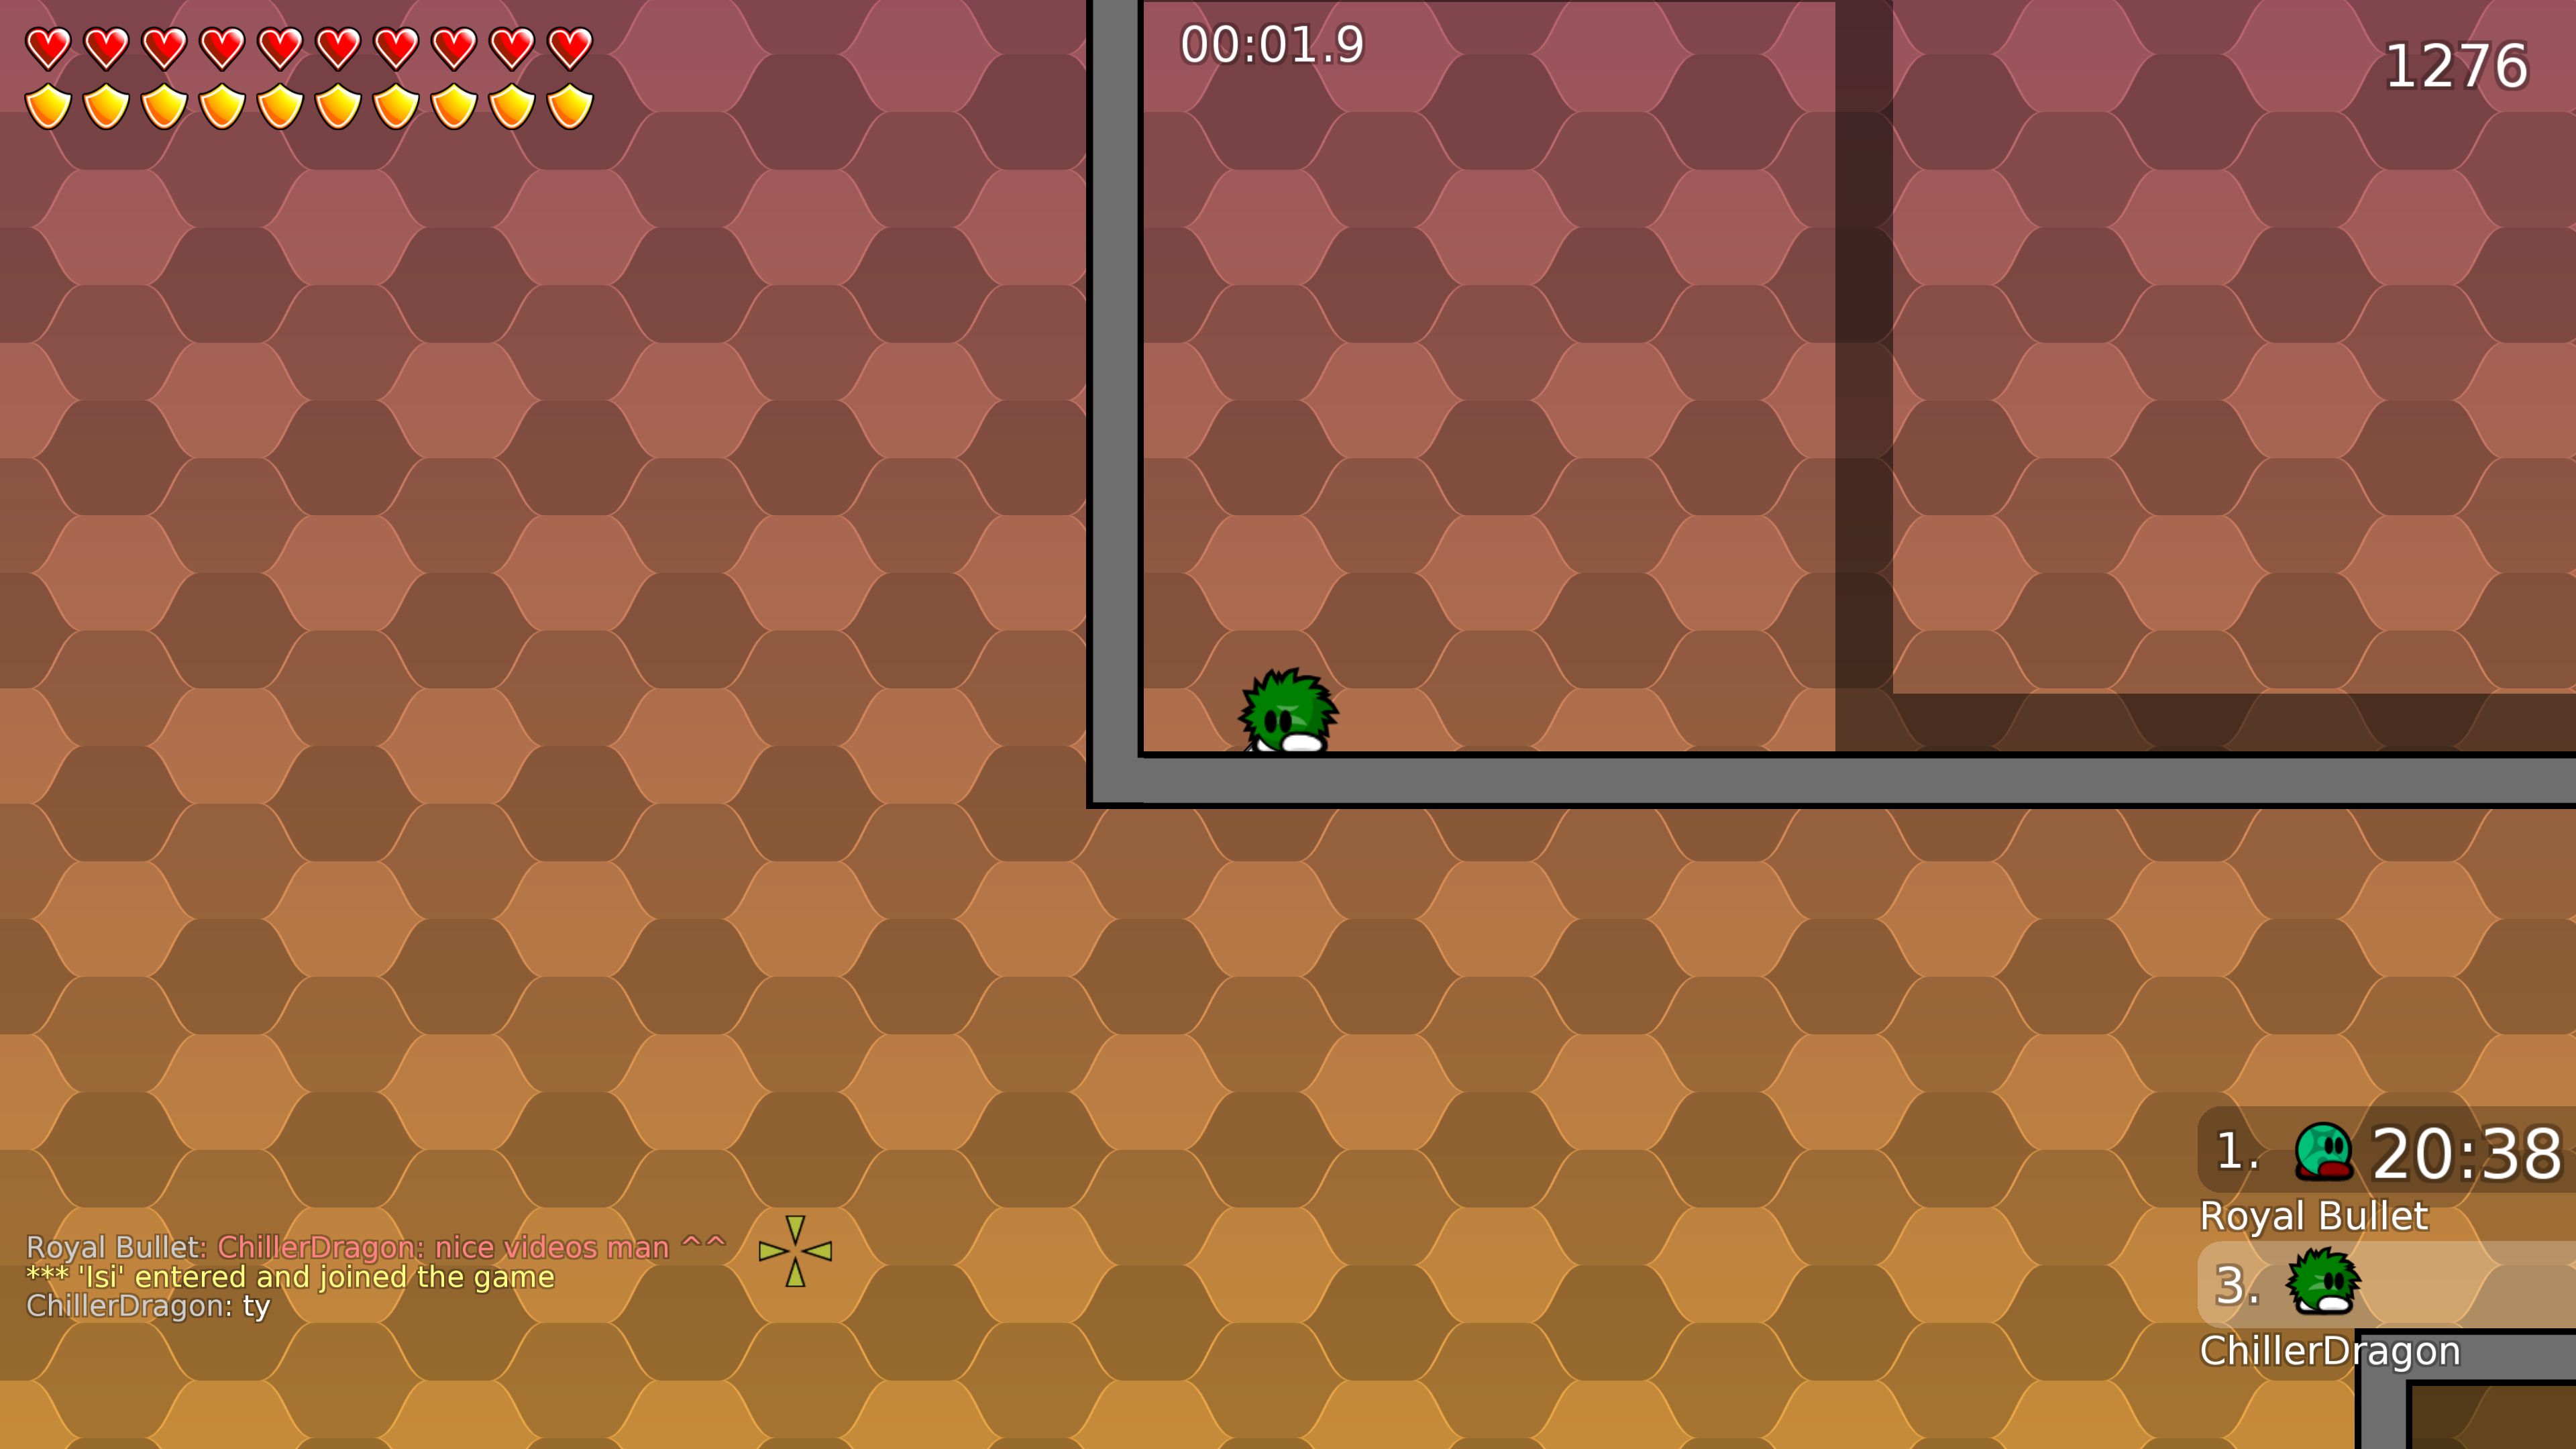 00:01.9
1276
1. 20:38
Royal Bullet
3.
ChillerDragon
Royal Bullet: ChillerDragon: nice videos man ^^
*** 'Isi' entered and joined the game
ChillerDragon: ty